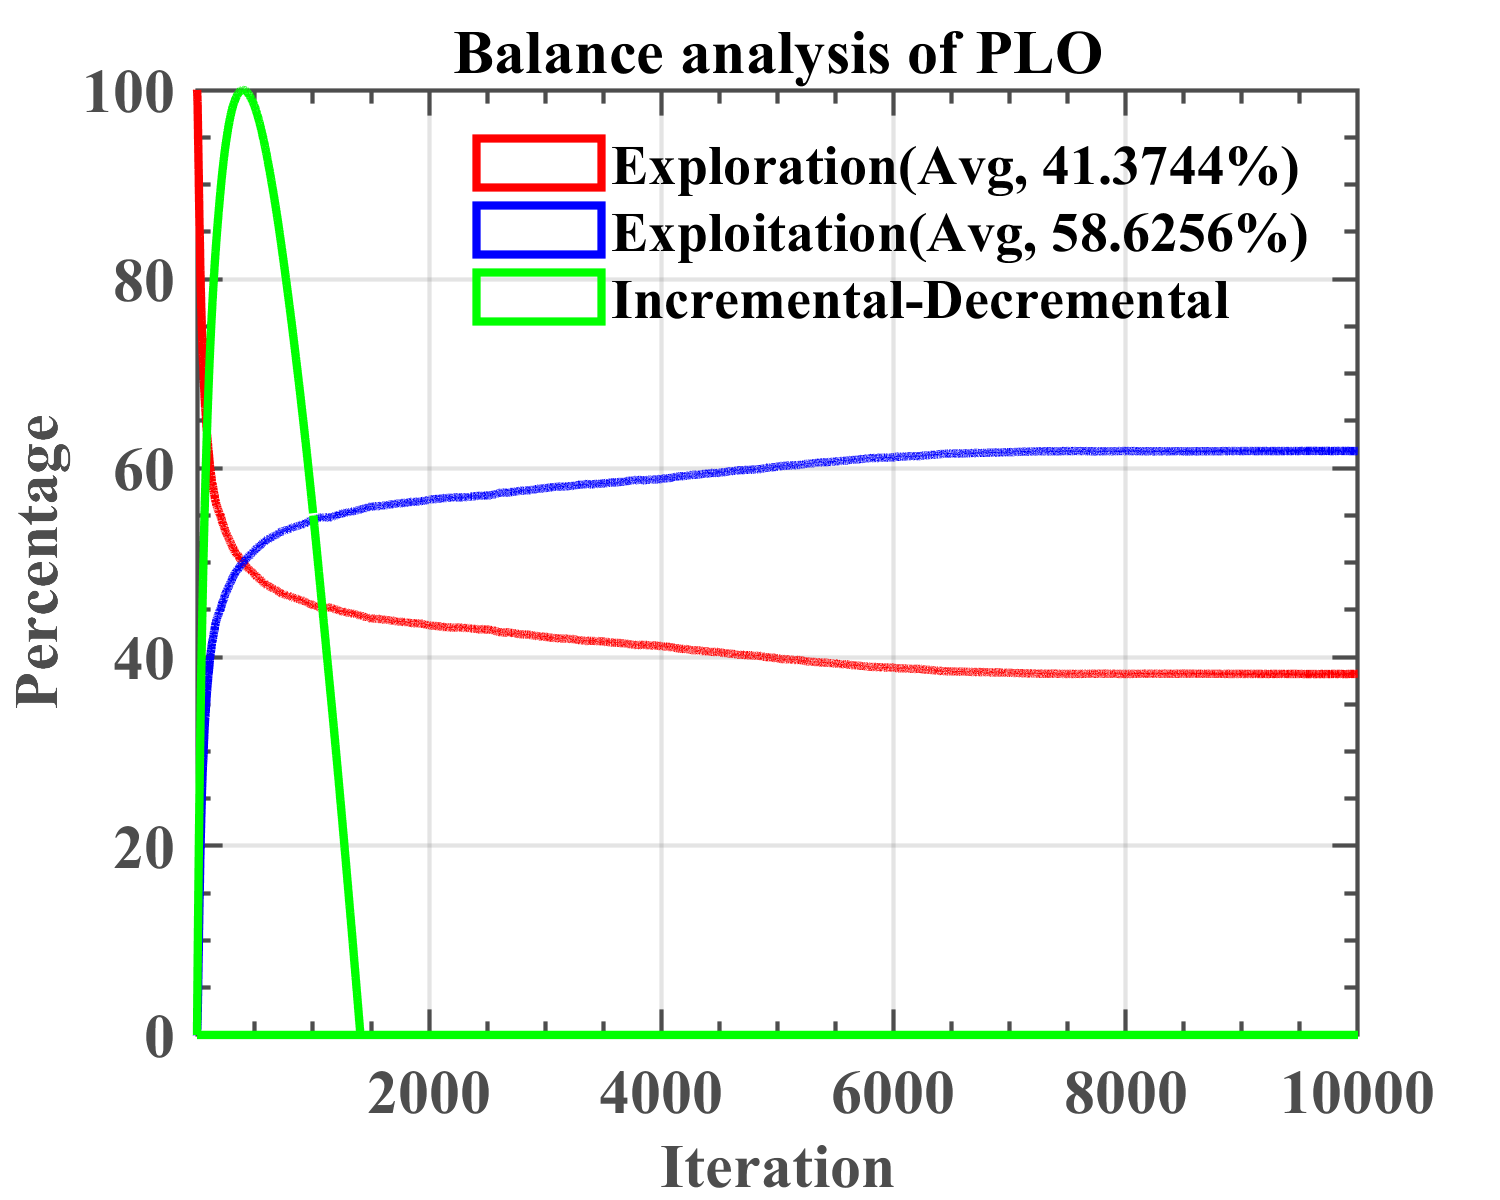 Balance analysis of PLO
100
80
60
40
20
0
Percentage
Exploration(Avg, 41.3744%)
Exploitation(Avg, 58.6256%)
Incremental-Decremental
2000 4000 6000 8000 10000
Iteration